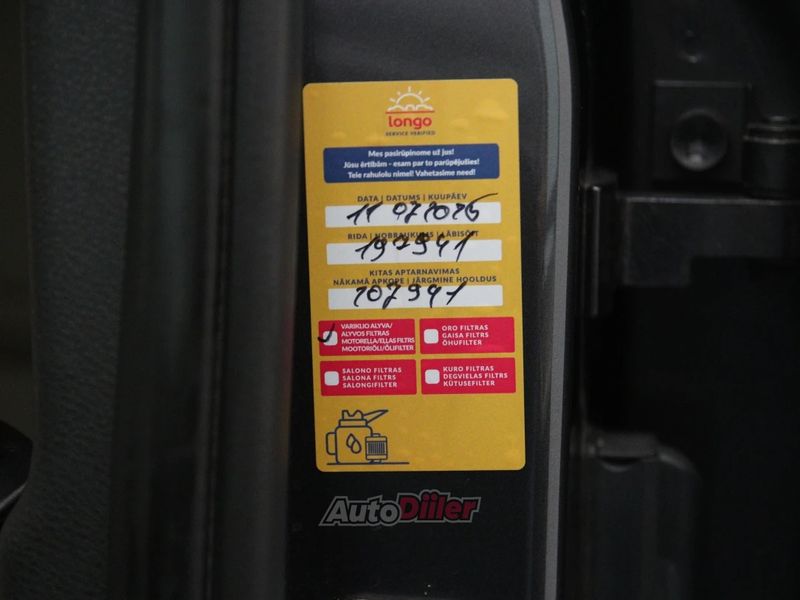 longo
SERVICE VERIFIED
Mes pasirūpinome už jus!
Jūsu ērtībām - esam par to parūpējušies!
Teie rahulolu nimel! Vahetasime need!
DATA | DATUMS | KUUPÄEV
11 072025
RIDA | NOBRAUKUMS | LÄBISÕIT
197941
KITAS APTARNAVIMAS
NĀKAMĀ APKOPE | JÄRGMINE HOOLDUS
207941
VARIKLIO ALYVA/
ALYVOS FILTRAS
MOTORELLA/EĻĻAS FILTRS
MOOTORIÕLI/ÕLIFILTER
ORO FILTRAS
GAISA FILTRS
ÕHUFILTER
SALONO FILTRAS
SALONA FILTRS
SALONGIFILTER
KURO FILTRAS
DEGVIELAS FILTRS
KÜTUSEFILTER
AutoDiiler